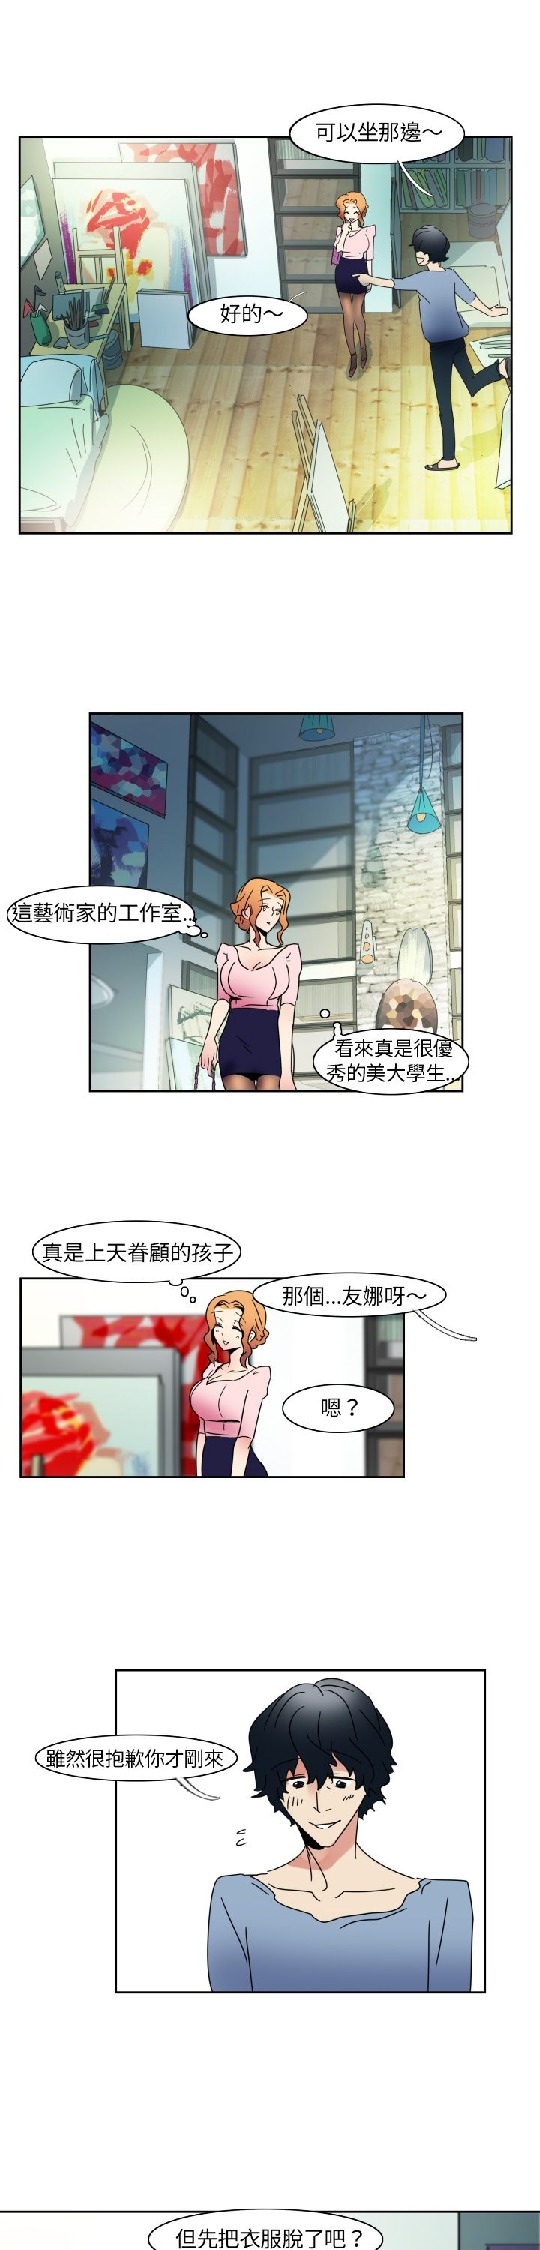 可以坐那邊～
好的～
這藝術家的工作室...
看來真是很優
秀的美大學生...
真是上天眷顧的孩子
那個...友娜呀～
嗯？
雖然很抱歉你才剛來
但先把衣服脫了吧？